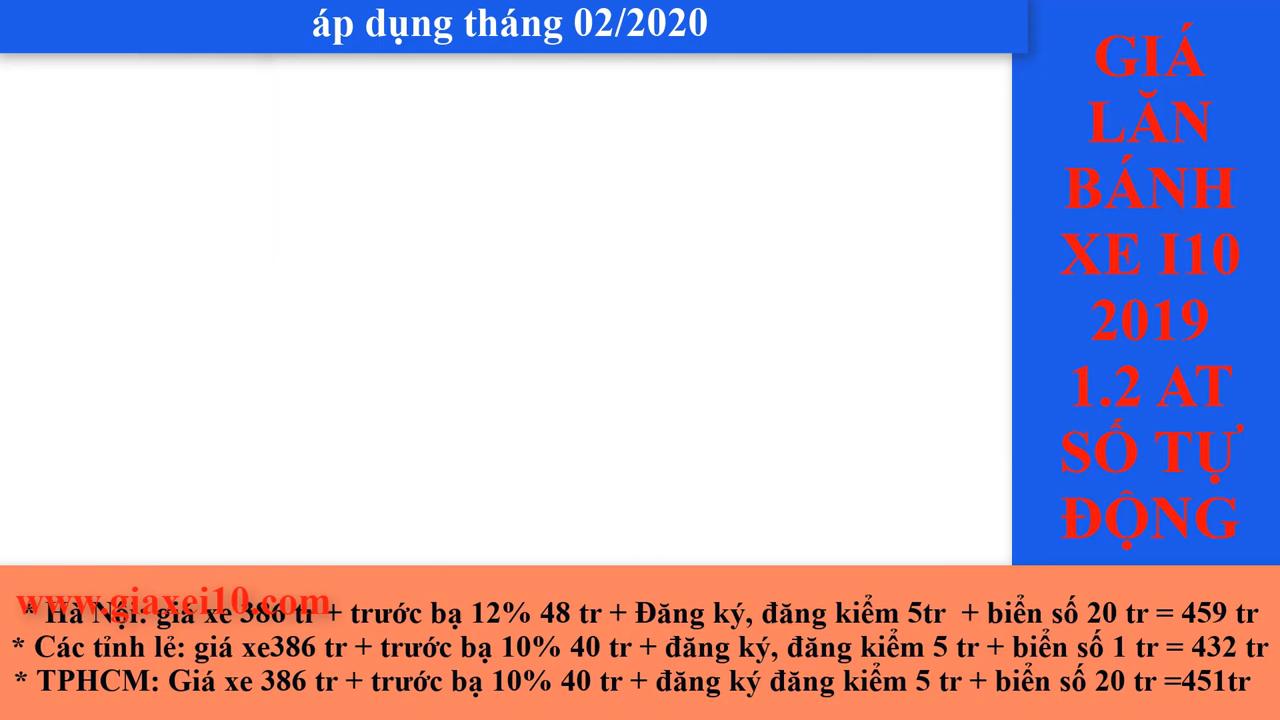 áp dụng tháng 02/2020
GIÁ
LĂN
BÁNH
XE I10
2019
1.2 AT
SỐ TỰ
ĐỘNG
www.giaxei10.com
* Hà Nội: giá xe 386 tr + trước bạ 12% 48 tr + Đăng ký, đăng kiểm 5tr  + biển số 20 tr = 459 tr
* Các tỉnh lẻ: giá xe386 tr + trước bạ 10% 40 tr + đăng ký, đăng kiểm 5 tr + biển số 1 tr = 432 tr
* TPHCM: Giá xe 386 tr + trước bạ 10% 40 tr + đăng ký đăng kiểm 5 tr + biển số 20 tr =451tr